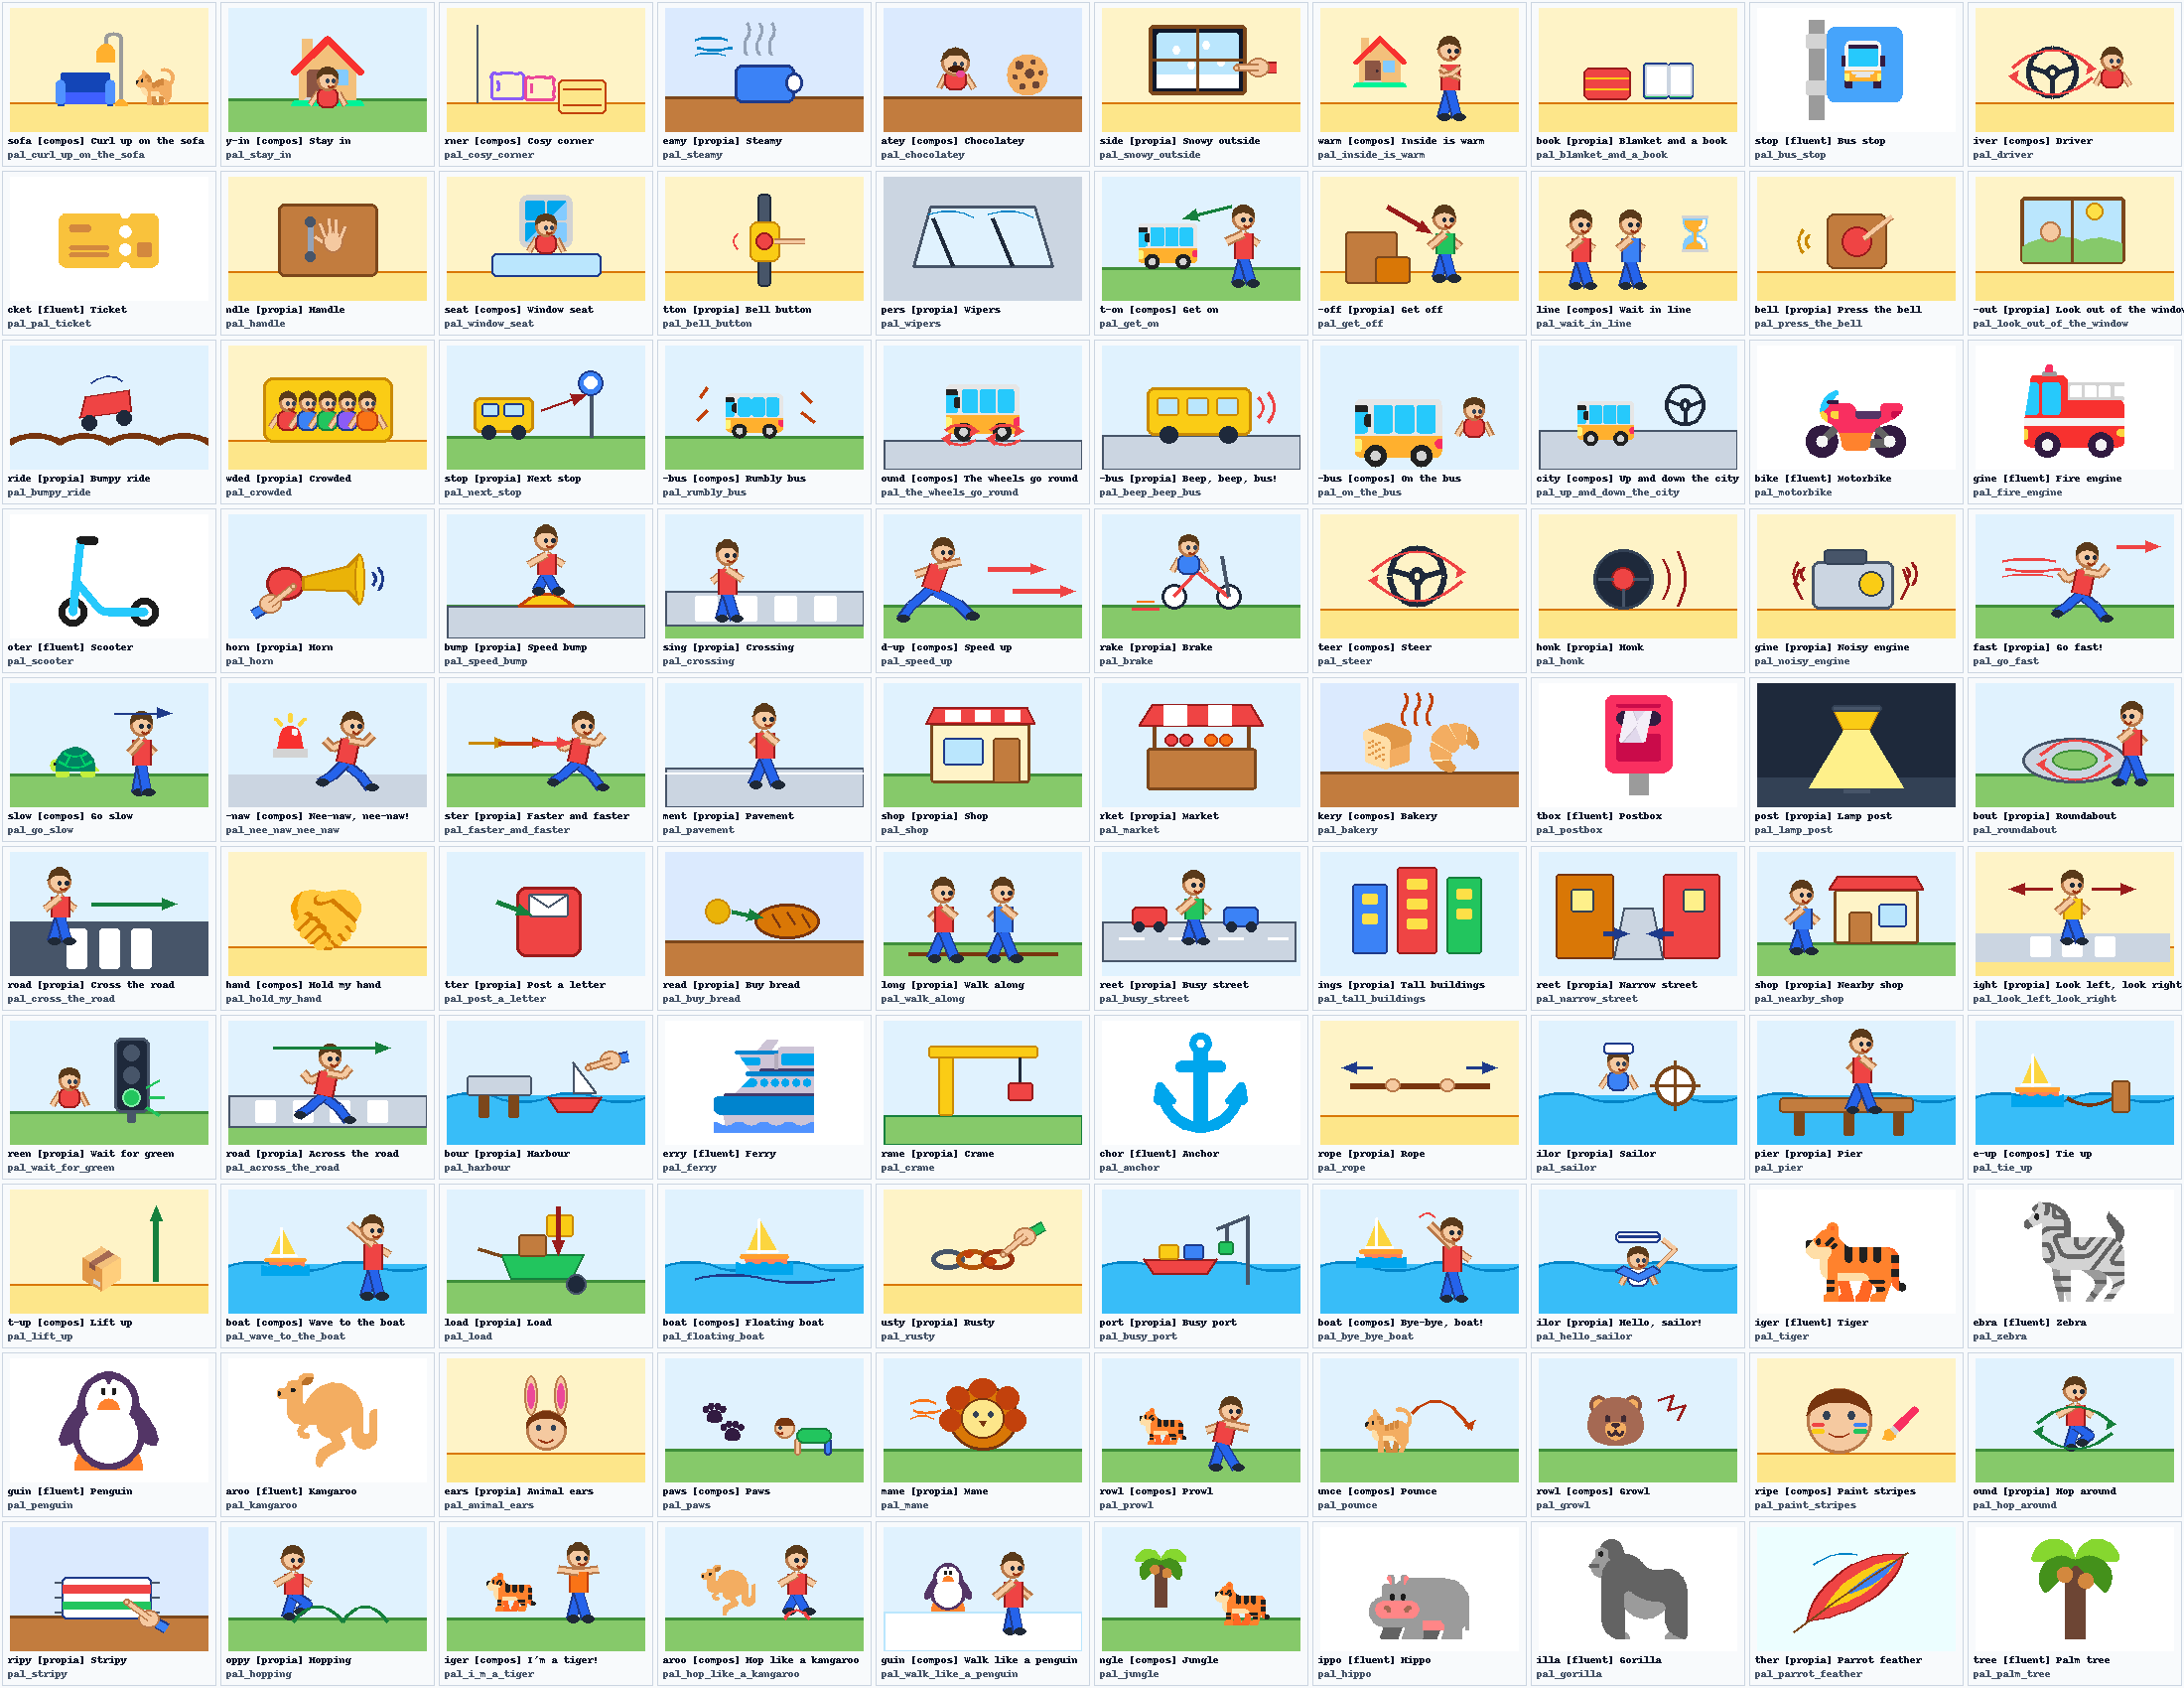 sofa [compos] Curl up on the sofa
pal_curl_up_on_the_sofa
y-in [compos] Stay in
pal_stay_in
rner [compos] Cosy corner
pal_cosy_corner
eamy [propia] Steamy
pal_steamy
atey [compos] Chocolatey
pal_chocolatey
side [propia] Snowy outside
pal_snowy_outside
warm [compos] Inside is warm
pal_inside_is_warm
book [propia] Blanket and a book
pal_blanket_and_a_book
stop [fluent] Bus stop
pal_bus_stop
iver [compos] Driver
pal_driver
cket [fluent] Ticket
pal_pal_ticket
ndle [propia] Handle
pal_handle
seat [compos] Window seat
pal_window_seat
tton [propia] Bell button
pal_bell_button
pers [propia] Wipers
pal_wipers
t-on [compos] Get on
pal_get_on
-off [propia] Get off
pal_get_off
line [compos] Wait in line
pal_wait_in_line
bell [propia] Press the bell
pal_press_the_bell
-out [propia] Look out of the window
pal_look_out_of_the_window
ride [propia] Bumpy ride
pal_bumpy_ride
wded [propia] Crowded
pal_crowded
stop [propia] Next stop
pal_next_stop
-bus [compos] Rumbly bus
pal_rumbly_bus
ound [compos] The wheels go round
pal_the_wheels_go_round
-bus [propia] Beep, beep, bus!
pal_beep_beep_bus
-bus [compos] On the bus
pal_on_the_bus
city [compos] Up and down the city
pal_up_and_down_the_city
bike [fluent] Motorbike
pal_motorbike
gine [fluent] Fire engine
pal_fire_engine
oter [fluent] Scooter
pal_scooter
horn [propia] Horn
pal_horn
bump [propia] Speed bump
pal_speed_bump
sing [propia] Crossing
pal_crossing
d-up [compos] Speed up
pal_speed_up
rake [propia] Brake
pal_brake
teer [compos] Steer
pal_steer
honk [propia] Honk
pal_honk
gine [propia] Noisy engine
pal_noisy_engine
fast [propia] Go fast!
pal_go_fast
slow [compos] Go slow
pal_go_slow
-naw [compos] Nee-naw, nee-naw!
pal_nee_naw_nee_naw
ster [propia] Faster and faster
pal_faster_and_faster
ment [propia] Pavement
pal_pavement
shop [propia] Shop
pal_shop
rket [propia] Market
pal_market
kery [compos] Bakery
pal_bakery
tbox [fluent] Postbox
pal_postbox
post [propia] Lamp post
pal_lamp_post
bout [propia] Roundabout
pal_roundabout
road [propia] Cross the road
pal_cross_the_road
hand [compos] Hold my hand
pal_hold_my_hand
tter [propia] Post a letter
pal_post_a_letter
read [propia] Buy bread
pal_buy_bread
long [propia] Walk along
pal_walk_along
reet [propia] Busy street
pal_busy_street
ings [propia] Tall buildings
pal_tall_buildings
reet [propia] Narrow street
pal_narrow_street
shop [propia] Nearby shop
pal_nearby_shop
ight [propia] Look left, look right
pal_look_left_look_right
reen [propia] Wait for green
pal_wait_for_green
road [propia] Across the road
pal_across_the_road
bour [propia] Harbour
pal_harbour
erry [fluent] Ferry
pal_ferry
rane [propia] Crane
pal_crane
chor [fluent] Anchor
pal_anchor
rope [propia] Rope
pal_rope
ilor [propia] Sailor
pal_sailor
pier [propia] Pier
pal_pier
e-up [compos] Tie up
pal_tie_up
t-up [compos] Lift up
pal_lift_up
boat [compos] Wave to the boat
pal_wave_to_the_boat
load [propia] Load
pal_load
boat [compos] Floating boat
pal_floating_boat
usty [propia] Rusty
pal_rusty
port [propia] Busy port
pal_busy_port
boat [compos] Bye-bye, boat!
pal_bye_bye_boat
ilor [propia] Hello, sailor!
pal_hello_sailor
iger [fluent] Tiger
pal_tiger
ebra [fluent] Zebra
pal_zebra
guin [fluent] Penguin
pal_penguin
aroo [fluent] Kangaroo
pal_kangaroo
ears [propia] Animal ears
pal_animal_ears
paws [compos] Paws
pal_paws
mane [propia] Mane
pal_mane
rowl [compos] Prowl
pal_prowl
unce [compos] Pounce
pal_pounce
rowl [compos] Growl
pal_growl
ripe [propia] Paint stripes
pal_paint_stripes
ound [propia] Hop around
pal_hop_around
ripy [propia] Stripy
pal_stripy
oppy [propia] Hopping
pal_hopping
iger [compos] I'm a tiger!
pal_i_m_a_tiger
aroo [compos] Hop like a kangaroo
pal_hop_like_a_kangaroo
guin [compos] Walk like a penguin
pal_walk_like_a_penguin
ngle [compos] Jungle
pal_jungle
ippo [fluent] Hippo
pal_hippo
illa [fluent] Gorilla
pal_gorilla
ther [propia] Parrot feather
pal_parrot_feather
tree [fluent] Palm tree
pal_palm_tree